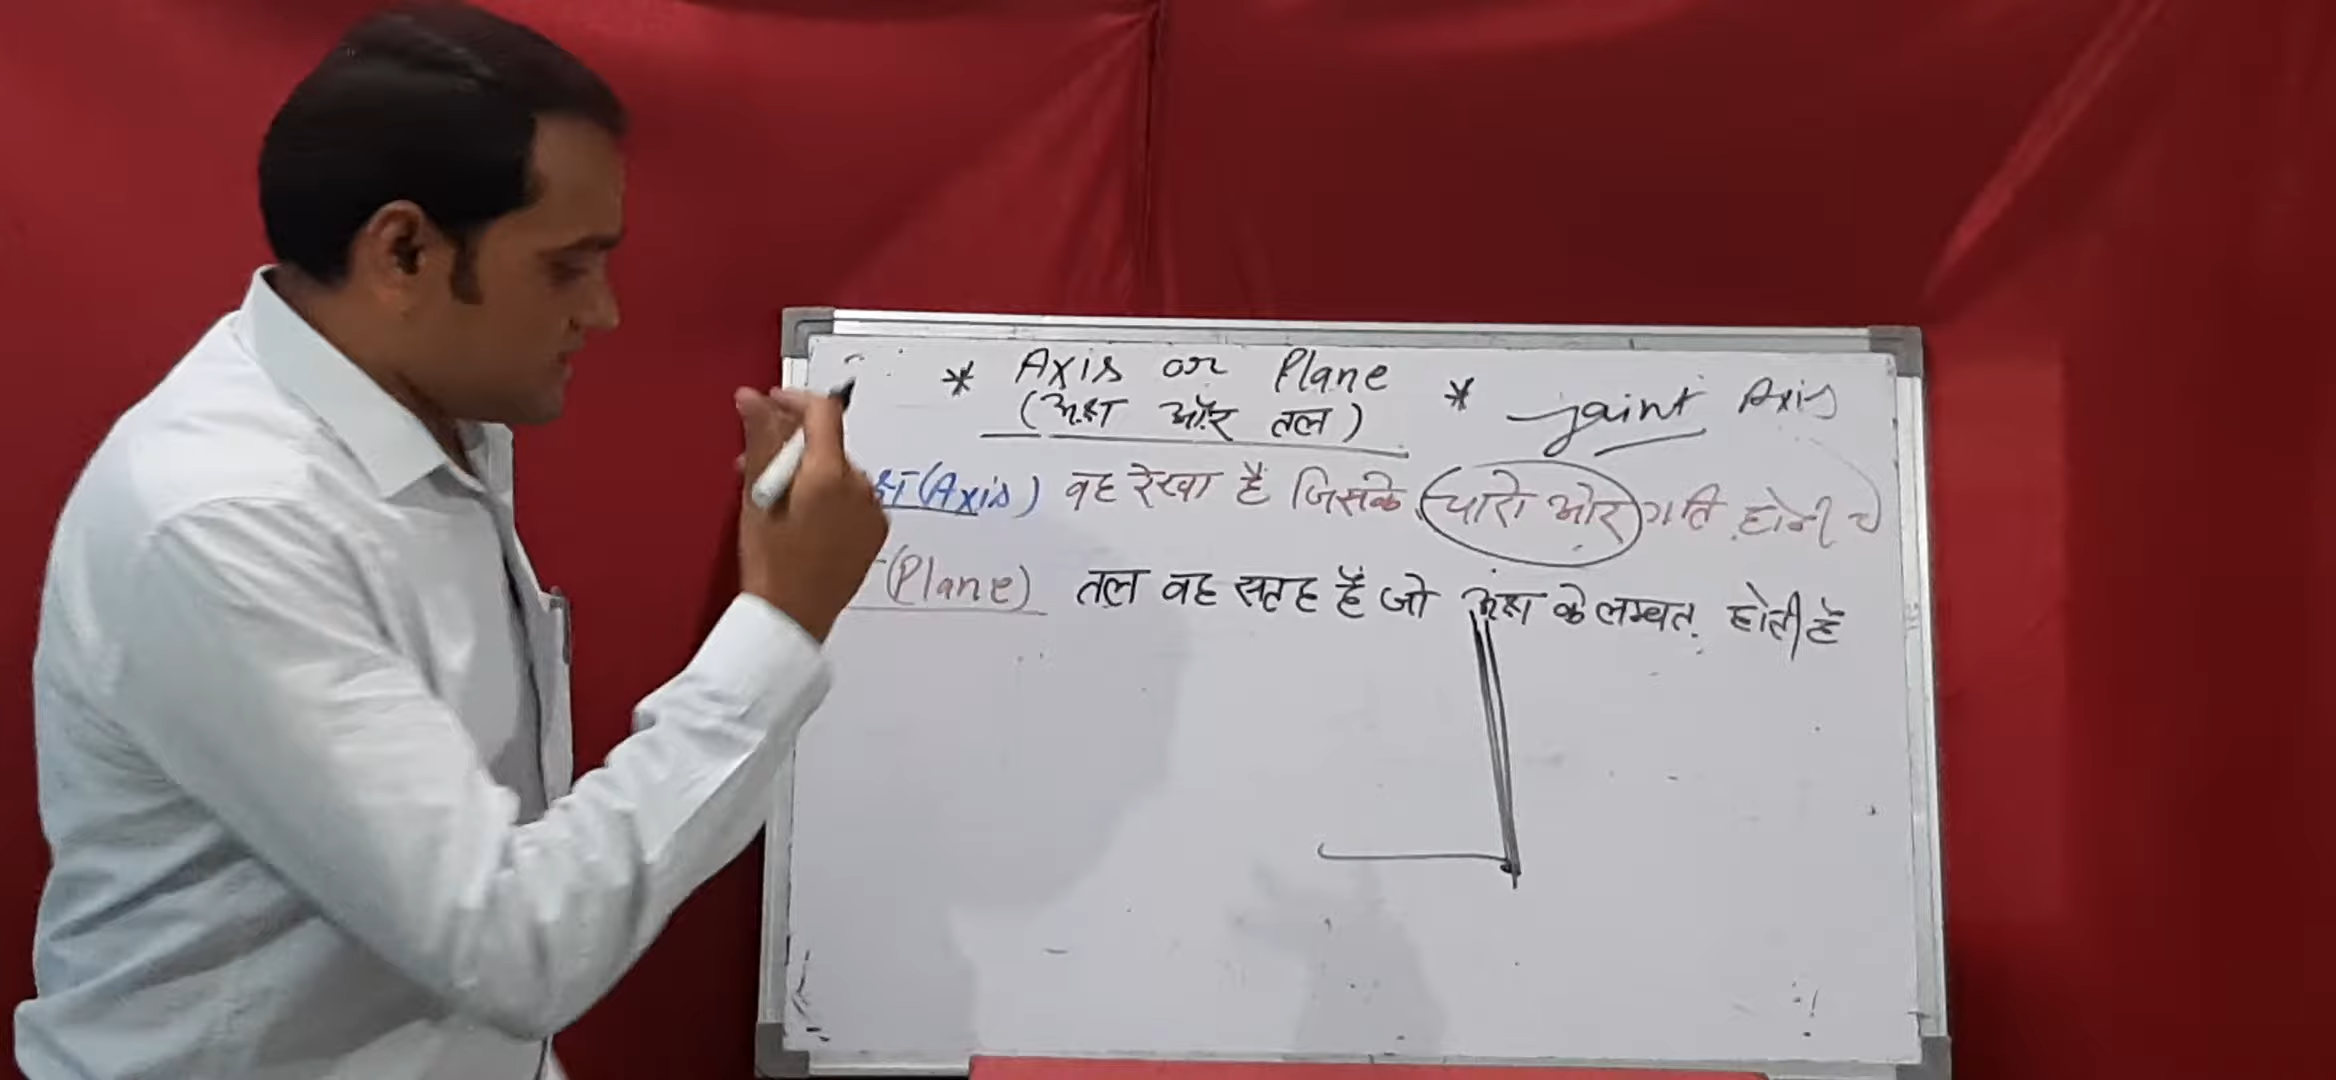 * Axis or Plane * joint Axis
(अक्ष और तल)
(Axis) वह रेखा है जिसके चारो ओर गति होती है
(Plane) तल वह सतह है जो अक्ष के लम्बत होती है